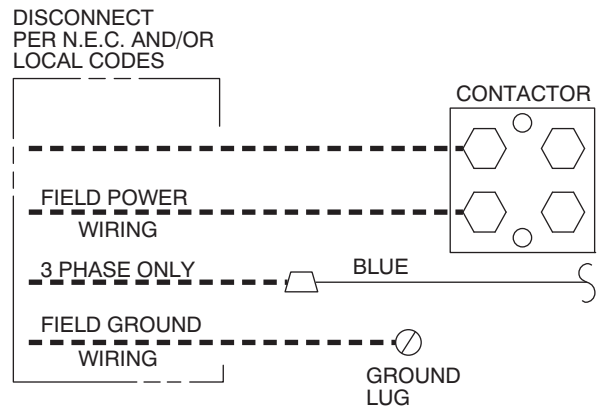 DISCONNECT
PER N.E.C. AND/OR
LOCAL CODES
CONTACTOR
FIELD POWER
WIRING
3 PHASE ONLY
BLUE
FIELD GROUND
WIRING
GROUND
LUG